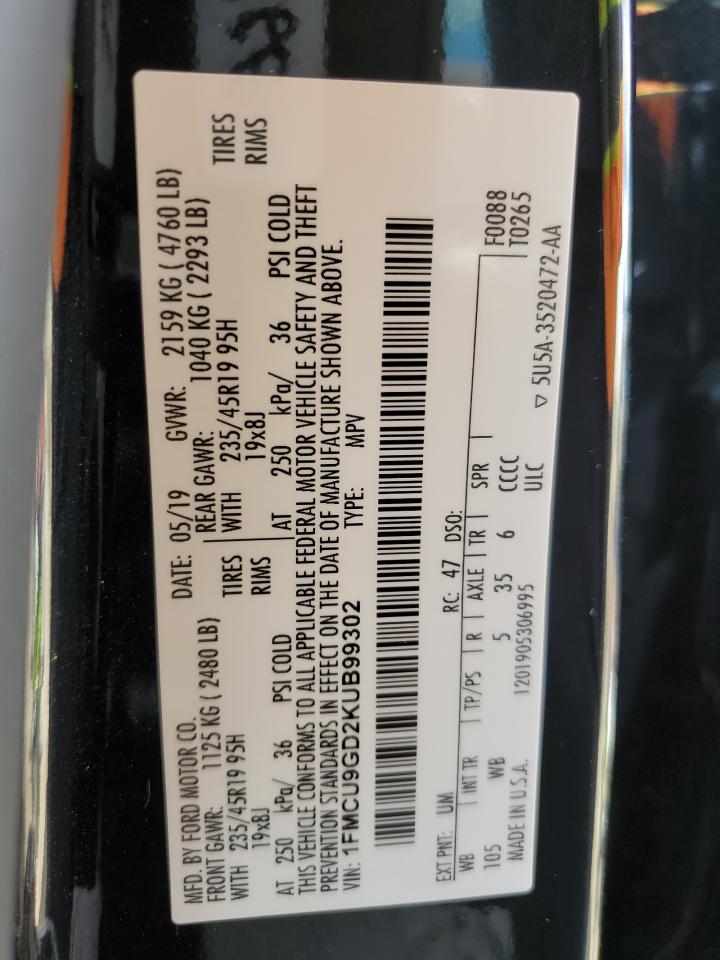 MFD. BY FORD MOTOR CO.
DATE: 05/19 GVWR: 2159 KG ( 4760 LB)
FRONT GAWR: 1125 KG ( 2480 LB)
REAR GAWR: 1040 KG ( 2293 LB)
WITH 235/45R19 95H TIRES
WITH 235/45R19 95H TIRES
19x8J RIMS
19x8J RIMS
AT 250 kPa/ 36 PSI COLD
AT 250 kPa/ 36 PSI COLD
THIS VEHICLE CONFORMS TO ALL APPLICABLE FEDERAL MOTOR VEHICLE SAFETY AND THEFT
PREVENTION STANDARDS IN EFFECT ON THE DATE OF MANUFACTURE SHOWN ABOVE.
VIN: 1FMCU9GD2KUB99302 TYPE: MPV
EXT PNT: UM RC: 47 DSO:
WB INT TR TP/PS R AXLE TR SPR F0088
105 WB 5 35 6 CCCC T0265
MADE IN U.S.A. 1201905306995 ULC
▽ 5U5A-3520472-AA